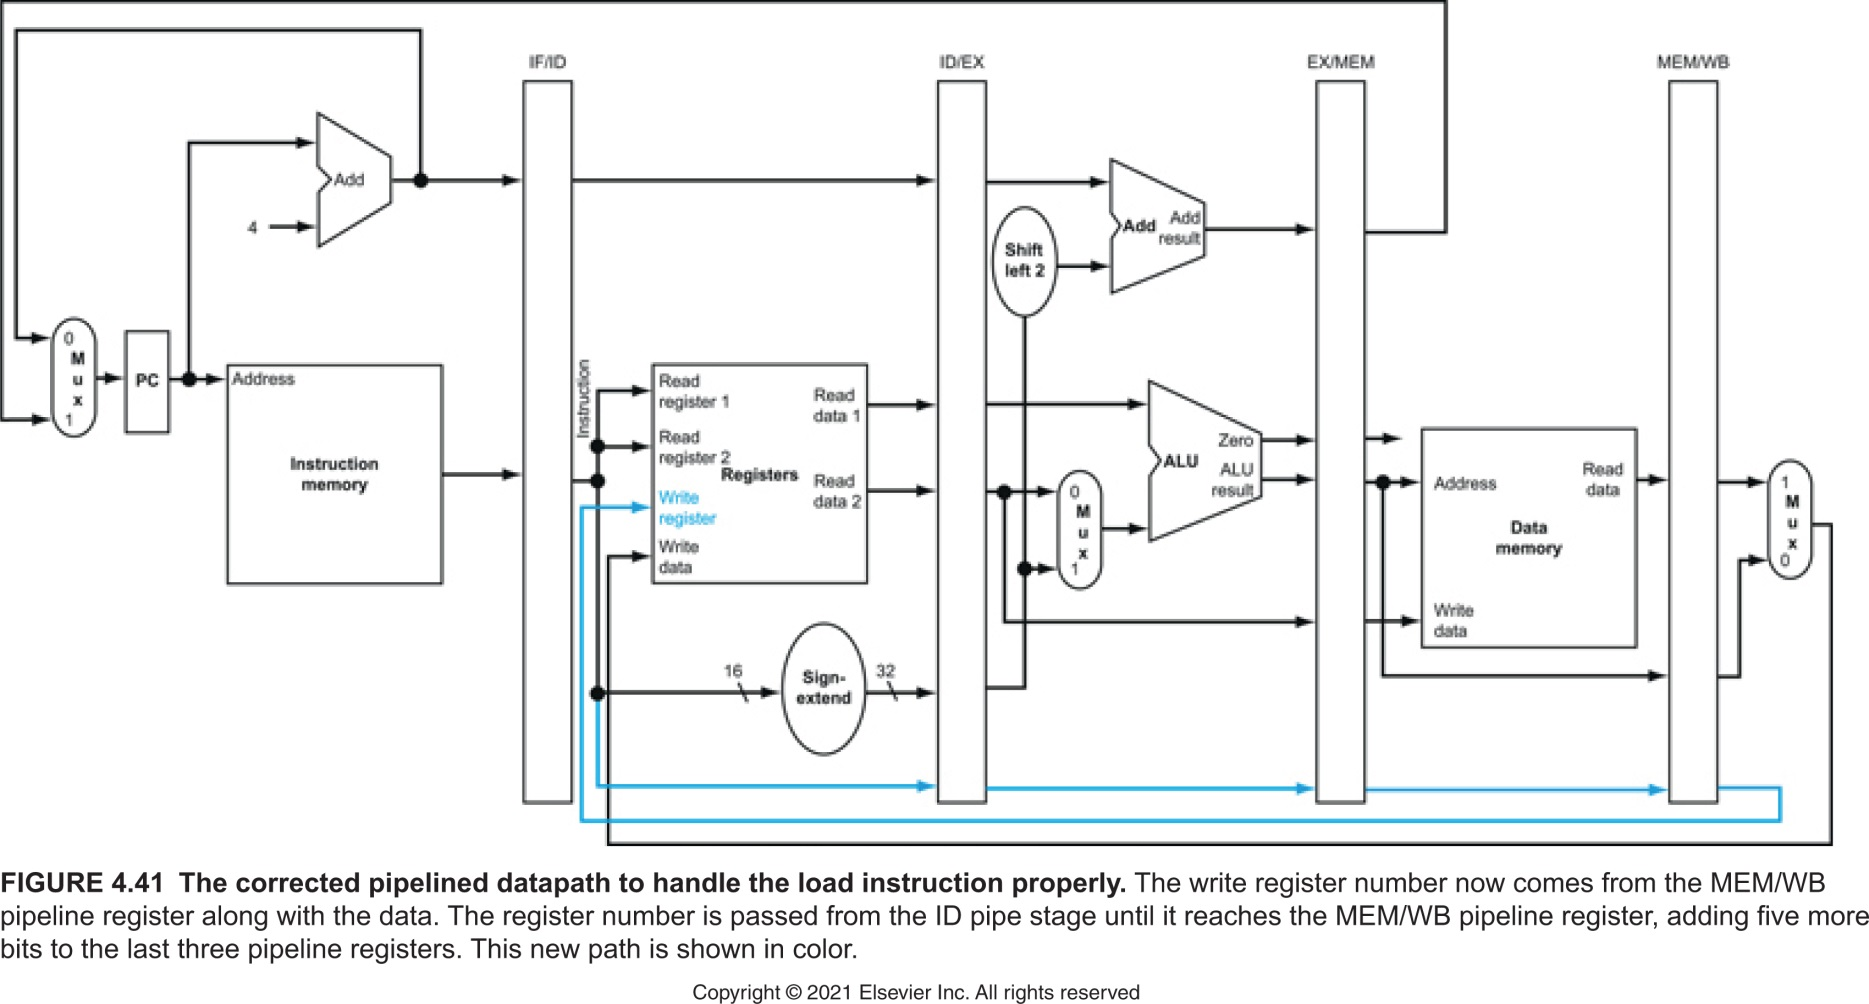 IF/ID
ID/EX
EX/MEM
MEM/WB
Add
4
Add
Add
result
Shift
left 2
0
M
u
x
1
PC
Address
Instruction
memory
Instruction
Read
register 1
Read
register 2
Registers
Write
register
Write
data
Read
data 1
Read
data 2
16
Sign-
extend
32
0
M
u
x
1
Zero
ALU
ALU
result
Address
Read
data
Data
memory
Write
data
1
M
u
x
0
FIGURE 4.41 The corrected pipelined datapath to handle the load instruction properly. The write register number now comes from the MEM/WB
pipeline register along with the data. The register number is passed from the ID pipe stage until it reaches the MEM/WB pipeline register, adding five more
bits to the last three pipeline registers. This new path is shown in color.
Copyright © 2021 Elsevier Inc. All rights reserved